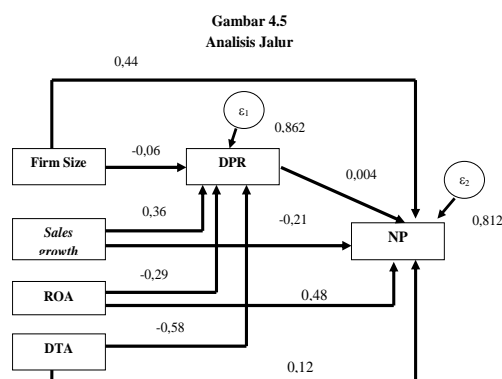 Gambar 4.5
Analisis Jalur
0,44
ε1
0,862
Firm Size
-0,06
DPR
0,004
ε2
0,812
Sales
growth
0,36
-0,21
NP
ROA
-0,29
0,48
DTA
-0,58
0,12